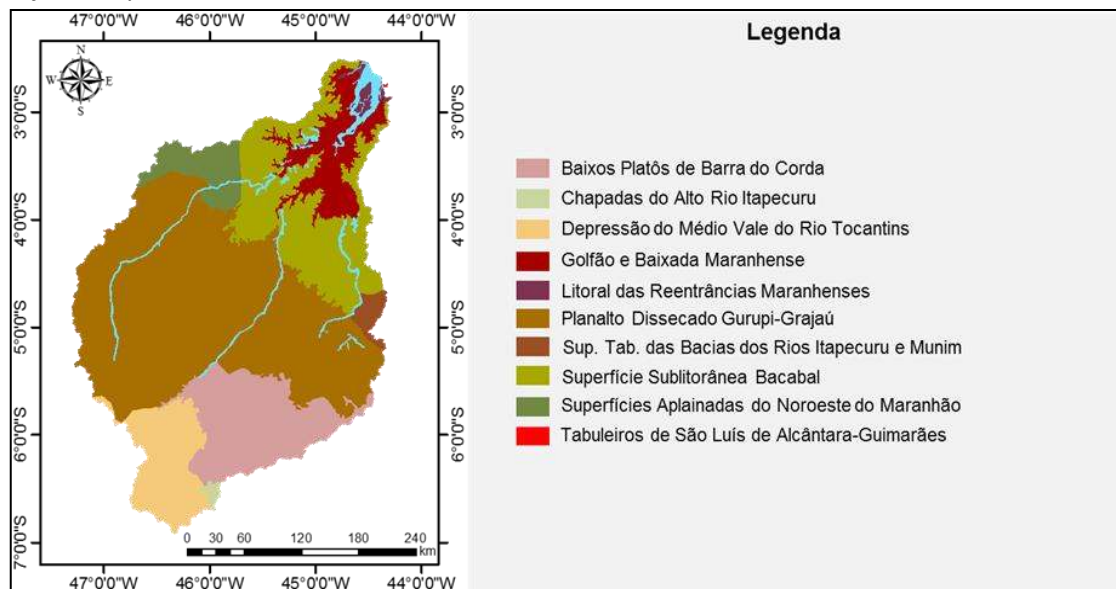 47°0'0"W 46°0'0"W 45°0'0"W 44°0'0"W
N
W E
S
3°0'0"S 3°0'0"S
4°0'0"S 4°0'0"S
5°0'0"S 5°0'0"S
6°0'0"S 6°0'0"S
7°0'0"S 7°0'0"S
0 30 60 120 180 240
km
47°0'0"W 46°0'0"W 45°0'0"W 44°0'0"W
Legenda
Baixos Platôs de Barra do Corda
Chapadas do Alto Rio Itapecuru
Depressão do Médio Vale do Rio Tocantins
Golfão e Baixada Maranhense
Litoral das Reentrâncias Maranhenses
Planalto Dissecado Gurupi-Grajaú
Sup. Tab. das Bacias dos Rios Itapecuru e Munim
Superfície Sublitorânea Bacabal
Superfícies Aplainadas do Noroeste do Maranhão
Tabuleiros de São Luís de Alcântara-Guimarães